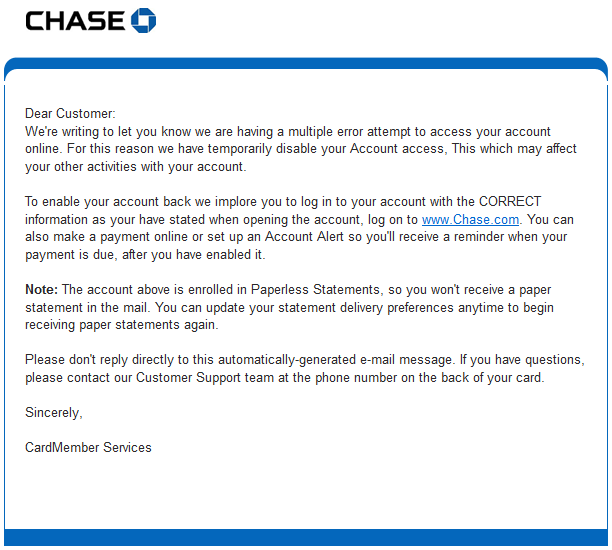 CHASE
Dear Customer:
We're writing to let you know we are having a multiple error attempt to access your account
online. For this reason we have temporarily disable your Account access, This which may affect
your other activities with your account.
To enable your account back we implore you to log in to your account with the CORRECT
information as your have stated when opening the account, log on to www.Chase.com. You can
also make a payment online or set up an Account Alert so you'll receive a reminder when your
payment is due, after you have enabled it.
Note: The account above is enrolled in Paperless Statements, so you won't receive a paper
statement in the mail. You can update your statement delivery preferences anytime to begin
receiving paper statements again.
Please don't reply directly to this automatically-generated e-mail message. If you have questions,
please contact our Customer Support team at the phone number on the back of your card.
Sincerely,
CardMember Services